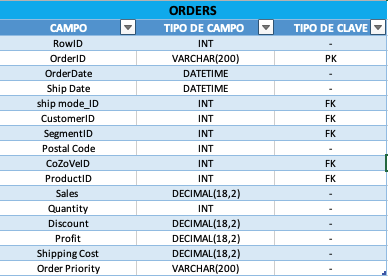 ORDERS
CAMPO TIPO DE CAMPO TIPO DE CLAVE
RowID INT -
OrderID VARCHAR(200) PK
OrderDate DATETIME -
Ship Date DATETIME -
ship mode_ID INT FK
CustomerID INT FK
SegmentID INT FK
Postal Code INT -
CoZoVeID INT FK
ProductID INT FK
Sales DECIMAL(18,2) -
Quantity INT -
Discount DECIMAL(18,2) -
Profit DECIMAL(18,2) -
Shipping Cost DECIMAL(18,2) -
Order Priority VARCHAR(200) -